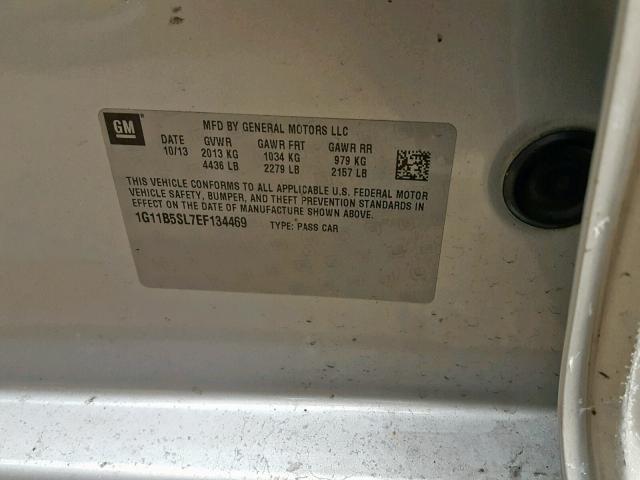 GM
MFD BY GENERAL MOTORS LLC
DATE GVWR GAWR FRT GAWR RR
10/13 2013 KG 1034 KG 979 KG
4436 LB 2279 LB 2157 LB
THIS VEHICLE CONFORMS TO ALL APPLICABLE U.S. FEDERAL MOTOR
VEHICLE SAFETY, BUMPER, AND THEFT PREVENTION STANDARDS IN
EFFECT ON THE DATE OF MANUFACTURE SHOWN ABOVE.
1G11B5SL7EF134469 TYPE: PASS CAR